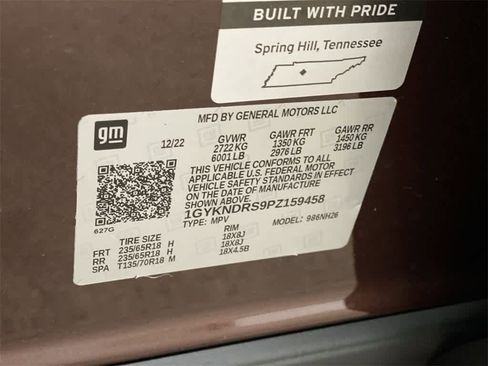 BUILT WITH PRIDE
Spring Hill, Tennessee
gm
MFD BY GENERAL MOTORS LLC
12/22 GVWR GAWR FRT GAWR RR
2722 KG 1350 KG 1450 KG
6001 LB 2976 LB 3196 LB
THIS VEHICLE CONFORMS TO ALL
APPLICABLE U.S. FEDERAL MOTOR
VEHICLE SAFETY AND THEFT PREVENTION
STANDARDS IN EFFECT
ON THE DATE OF MANUFACTURE
SHOWN ABOVE.
1GYKNDRS9PZ159458
627G TYPE: MPV MODEL: 986NH26
TIRE SIZE RIM
FRT 235/65R18 H 18X8J
RR 235/65R18 H 18X8J
SPA T135/70R18 M 18X4.5B